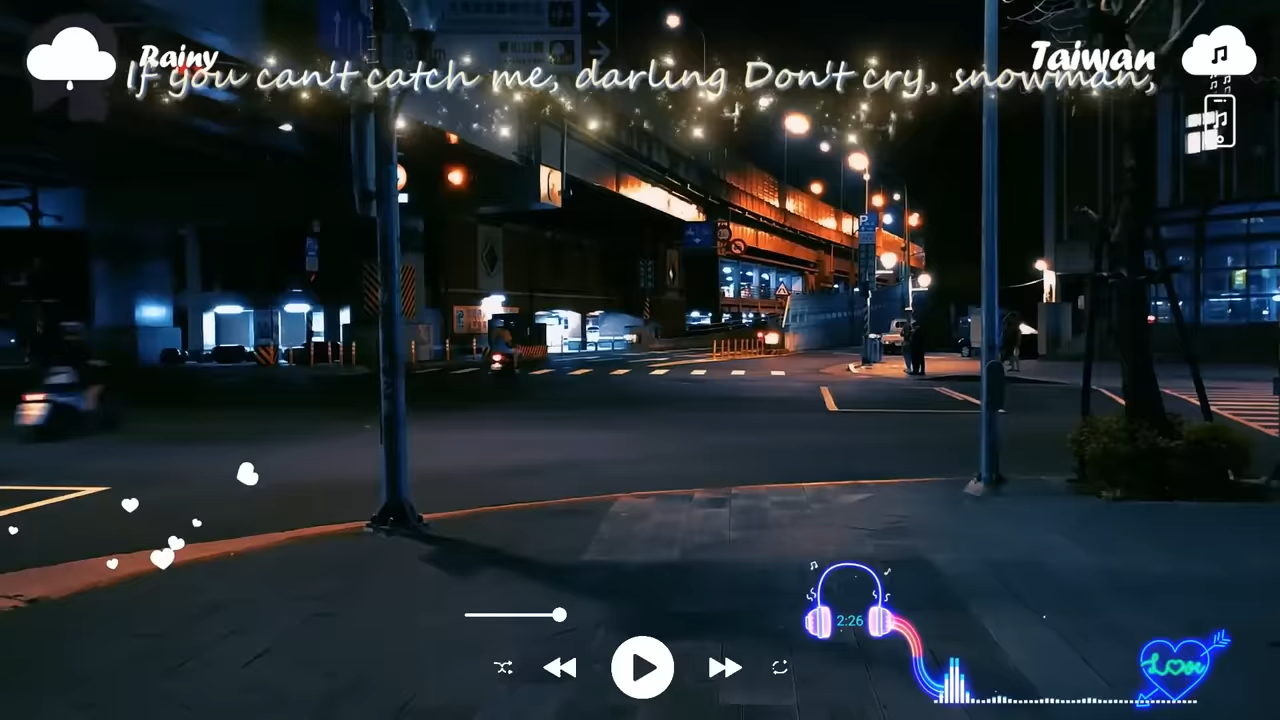 Rainy
Taiwan
If you can't catch me, darling Don't cry, snowman,
P
2:26
Love